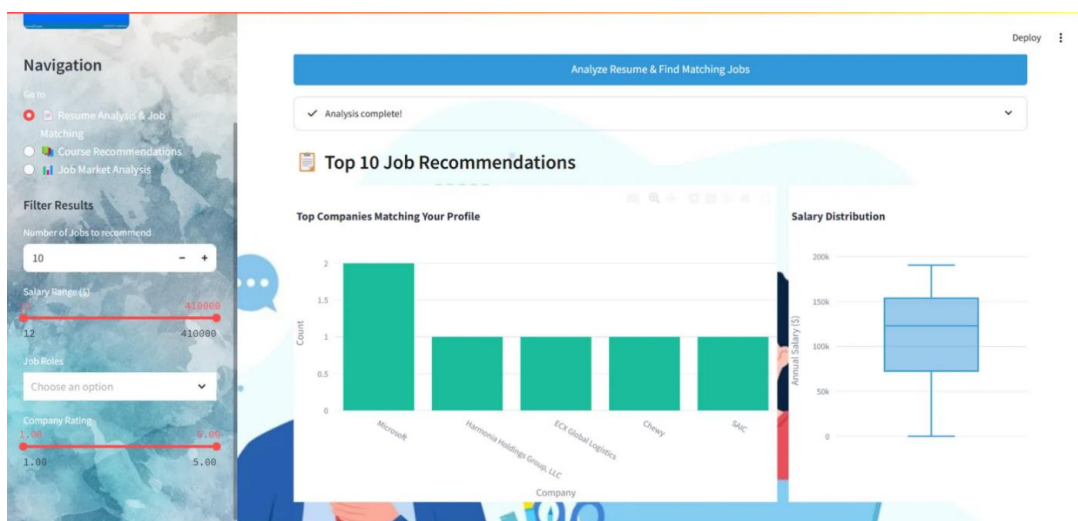 Deploy
Navigation
Go to
Resume Analysis & Job
Matching
Course Recommendations
Job Market Analysis
Filter Results
Number of Jobs to recommend
10
Salary Range ($)
410000
12
410000
Job Roles
Choose an option
Company Rating
1.00
5.00
1.00
5.00
Analyze Resume & Find Matching Jobs
Analysis complete!
Top 10 Job Recommendations
Top Companies Matching Your Profile
2
1.5
1
0.5
0
Count
Microsoft
Harmonia Holdings Group, LLC
ECX Global Logistics
Chewy
SAIC
Company
Salary Distribution
200k
150k
100k
50k
0
Annual Salary ($)